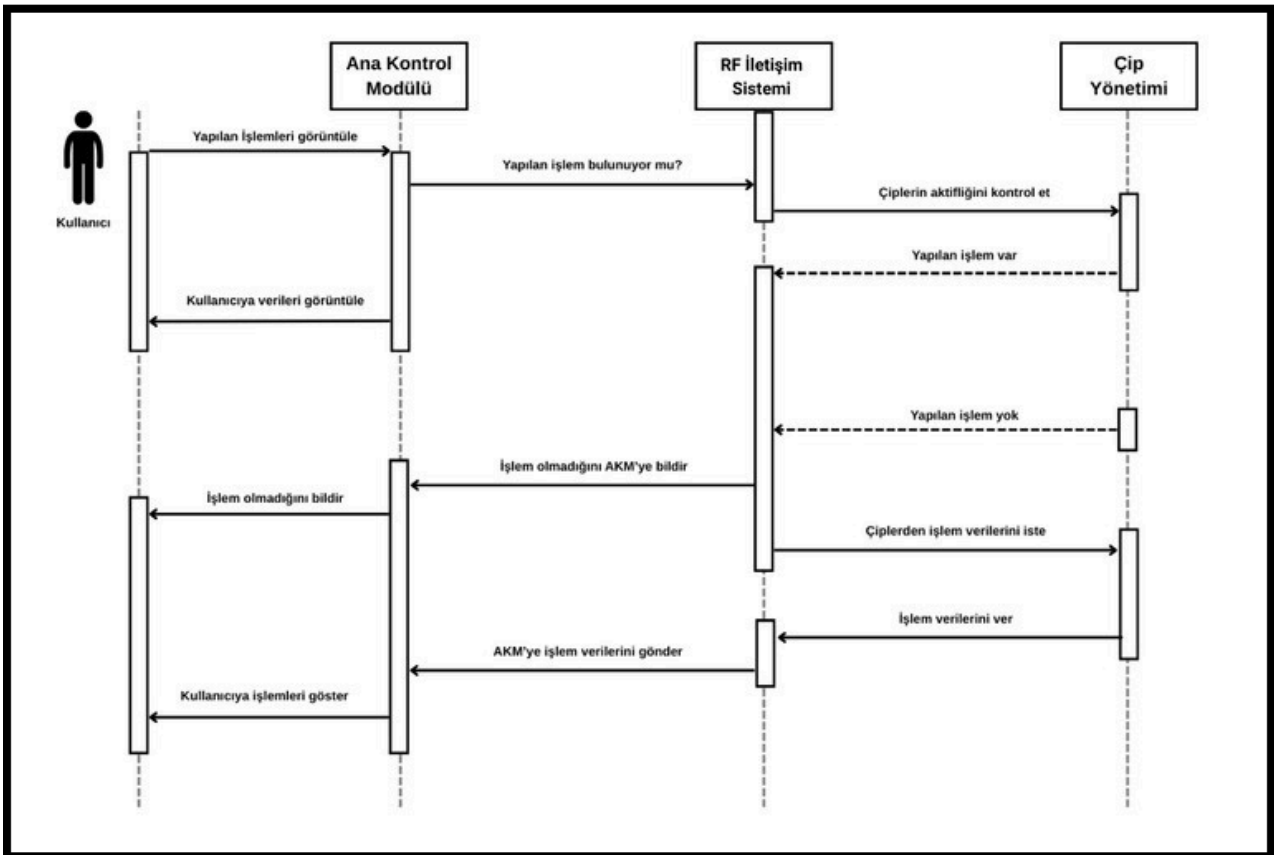 Ana Kontrol
Modülü
RF İletişim
Sistemi
Çip
Yönetimi
Kullanıcı
Yapılan İşlemleri görüntüle
Yapılan işlem bulunuyor mu?
Çiplerin aktifliğini kontrol et
Yapılan işlem var
Kullanıcıya verileri görüntüle
Yapılan işlem yok
İşlem olmadığını AKM'ye bildir
İşlem olmadığını bildir
Çiplerden işlem verilerini iste
İşlem verilerini ver
AKM'ye işlem verilerini gönder
Kullanıcıya işlemleri göster